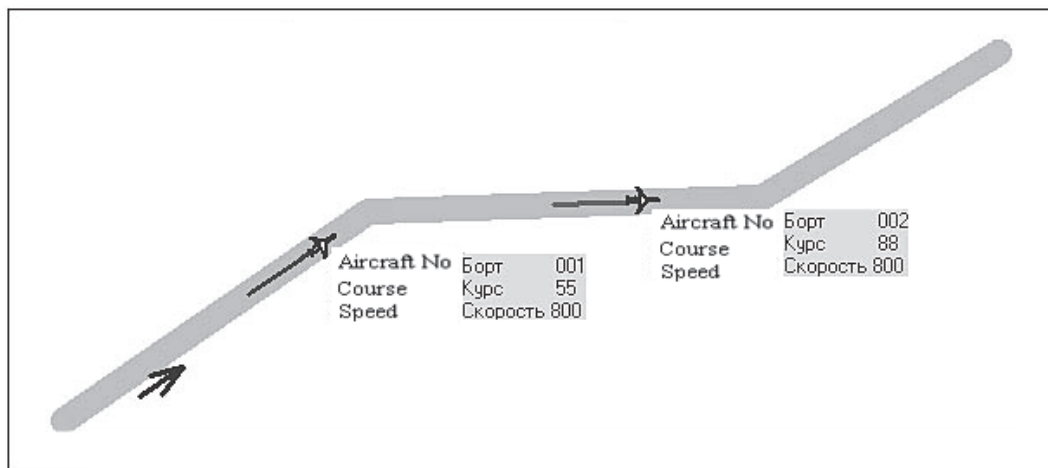 Aircraft No Борт 002
Course Курс 88
Speed Скорость 800
Aircraft No Борт 001
Course Курс 55
Speed Скорость 800